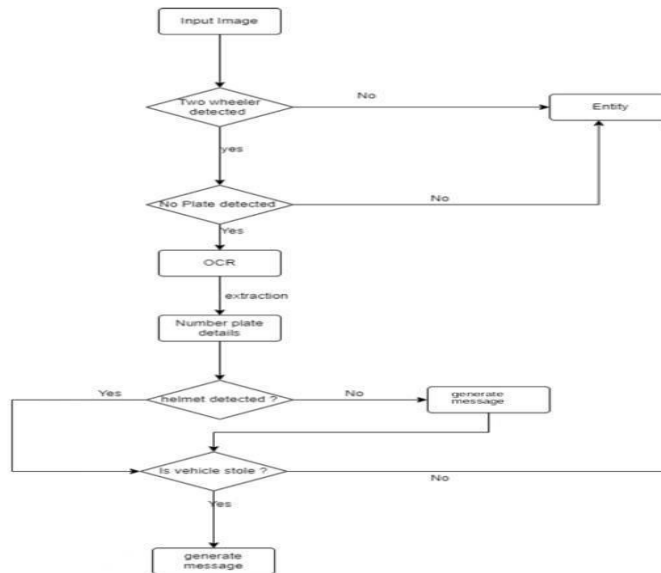 Input Image
Two wheeler
detected
No
Entity
yes
No Plate detected
No
Yes
OCR
extraction
Number plate
details
Yes
helmet detected ?
No
generate
message
Is vehicle stole ?
No
Yes
generate
message